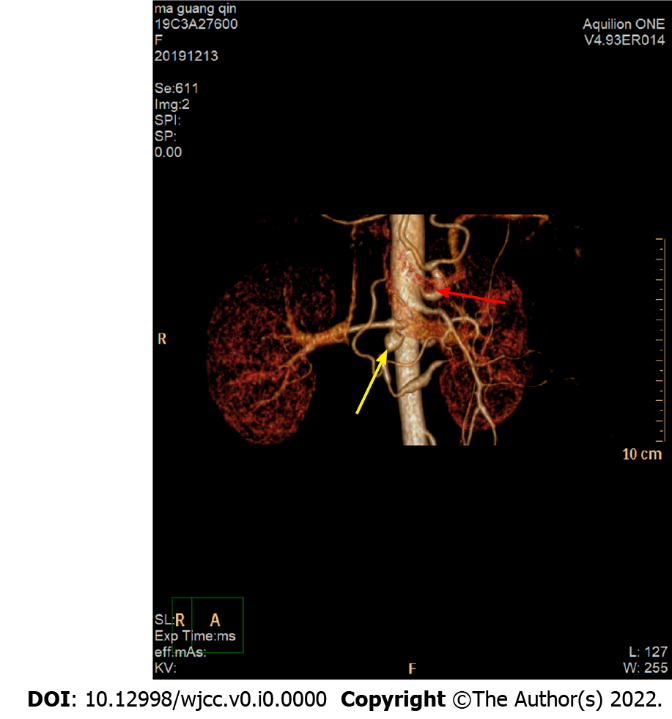 ma guang qin
19C3A27600
F
20191213
Aquilion ONE
V4.93ER014
Se:611
Img:2
SPI:
SP:
0.00
R
10 cm
R A
SL:
Exp Time:ms
eff.mAs:
KV:
F
L: 127
W: 255
DOI: 10.12998/wjcc.v0.i0.0000 Copyright ©The Author(s) 2022.